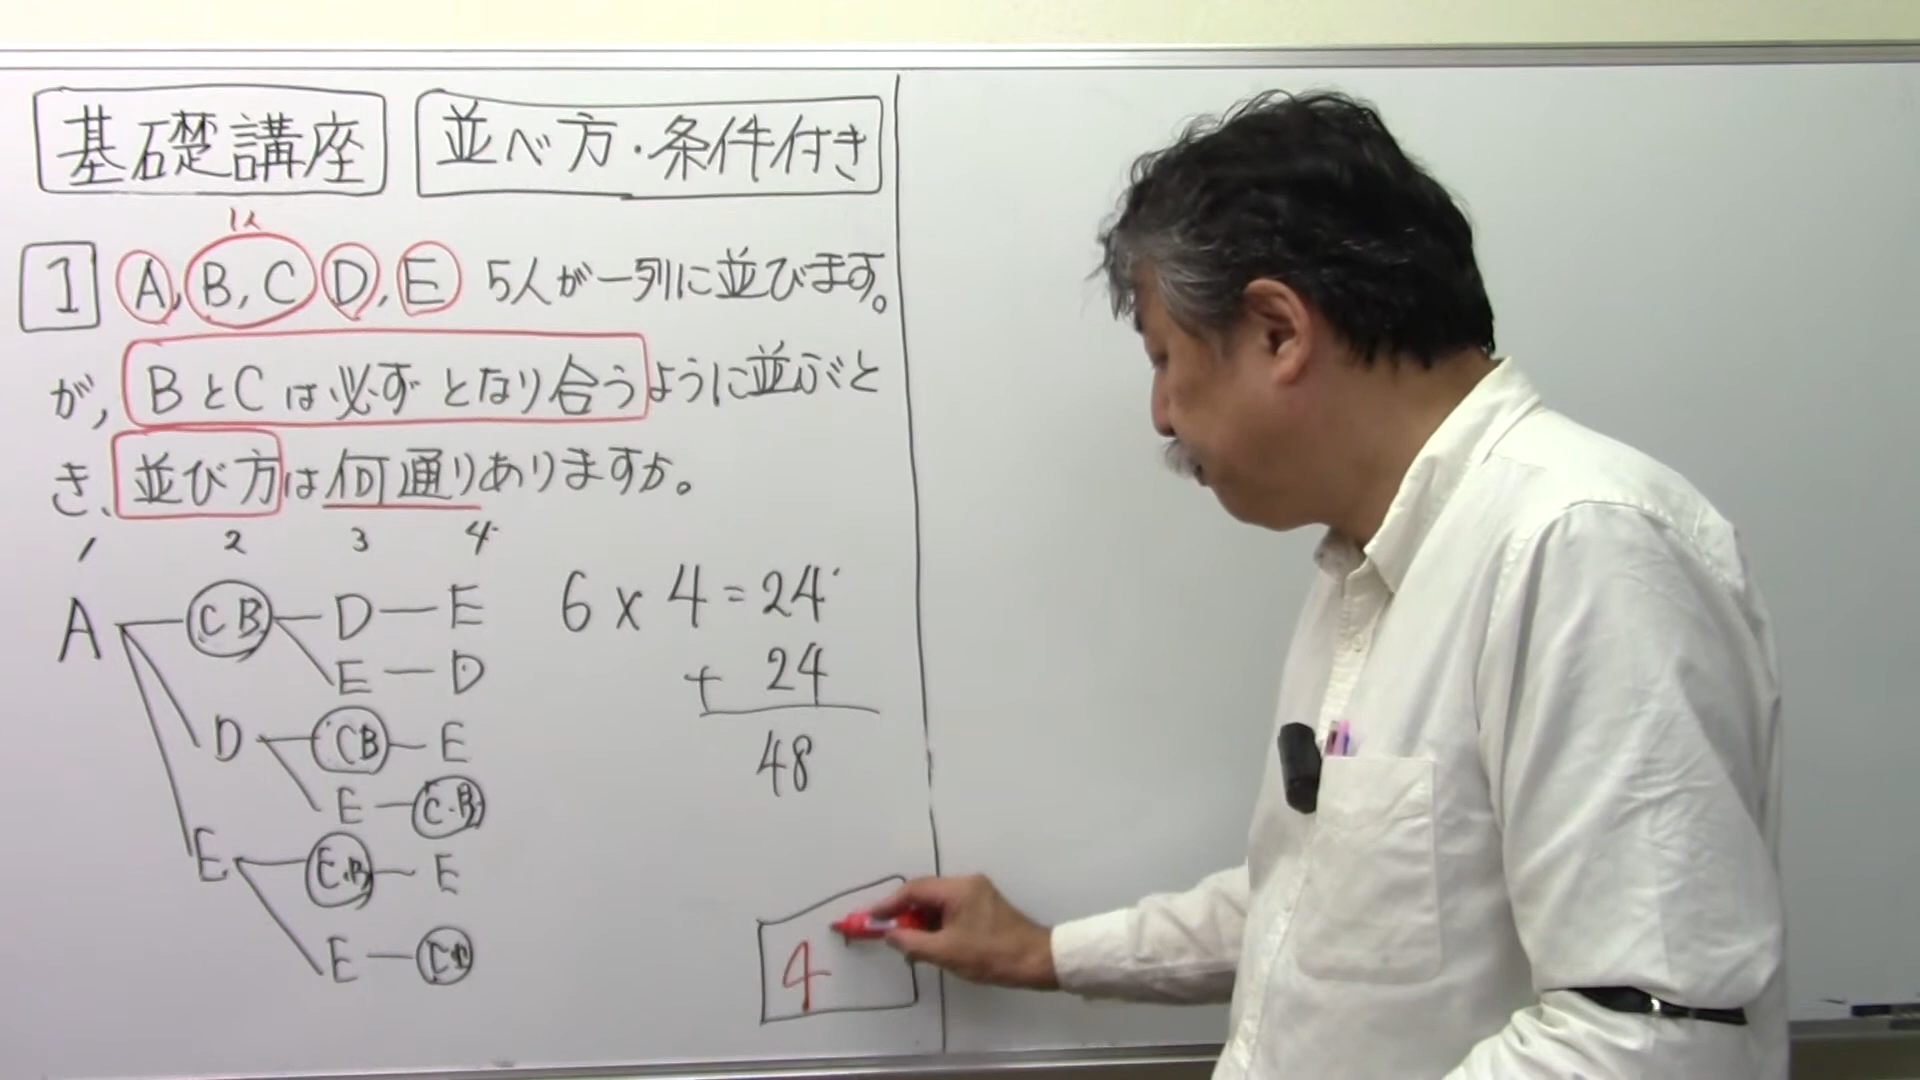 基礎講座 並べ方・条件付き
1人
1 A, B, C D, E 5人が一列に並びます。
が, BとCは必ずとなり合うように並ぶと
き、並び方は何通りありますか。
1 2 3 4
A CB D E
E D
D CB E
E C.B
E C.B E
E
6 × 4 = 24
+ 24
48
4